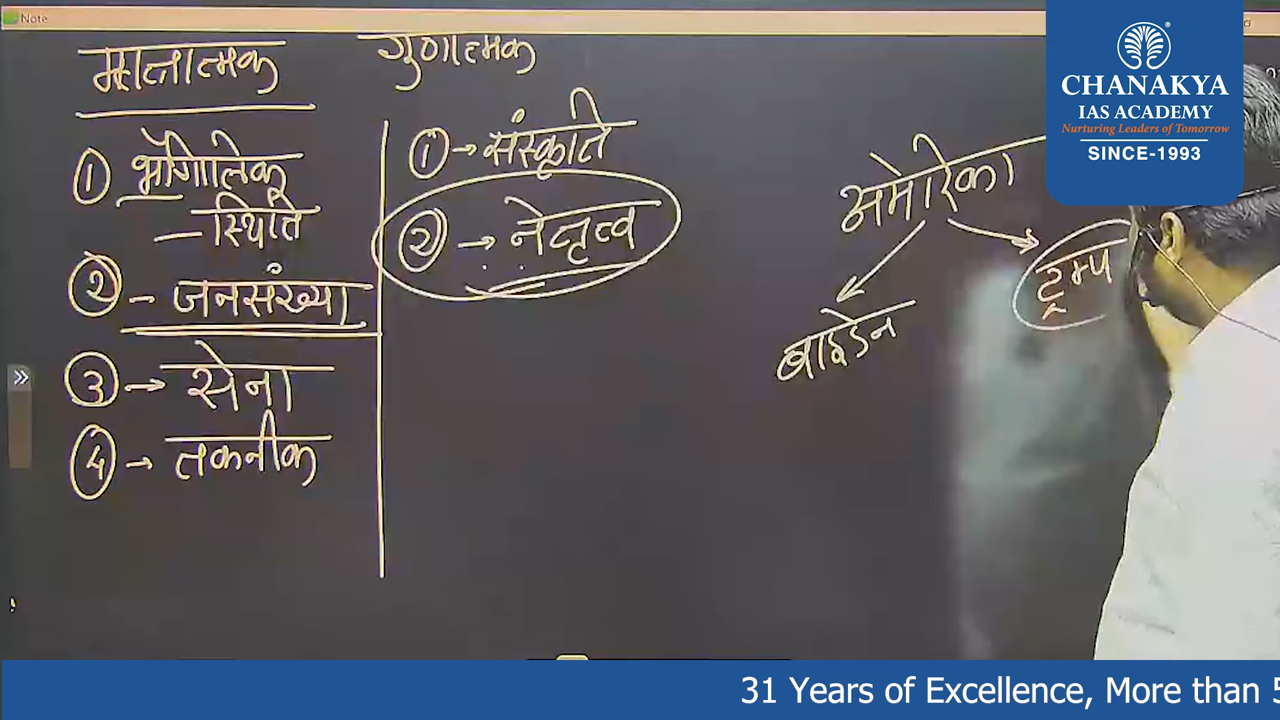 Note
मात्रात्मक
गुणात्मक
① भौगोलिक
— स्थिति
② – जनसंख्या
③ → सेना
④ → तकनीक
① → संस्कृति
② → नेतृत्व
अमेरिका
बाइडेन
ट्रम्प
CHANAKYA
IAS ACADEMY
Nurturing Leaders of Tomorrow
SINCE-1993
31 Years of Excellence, More than 5